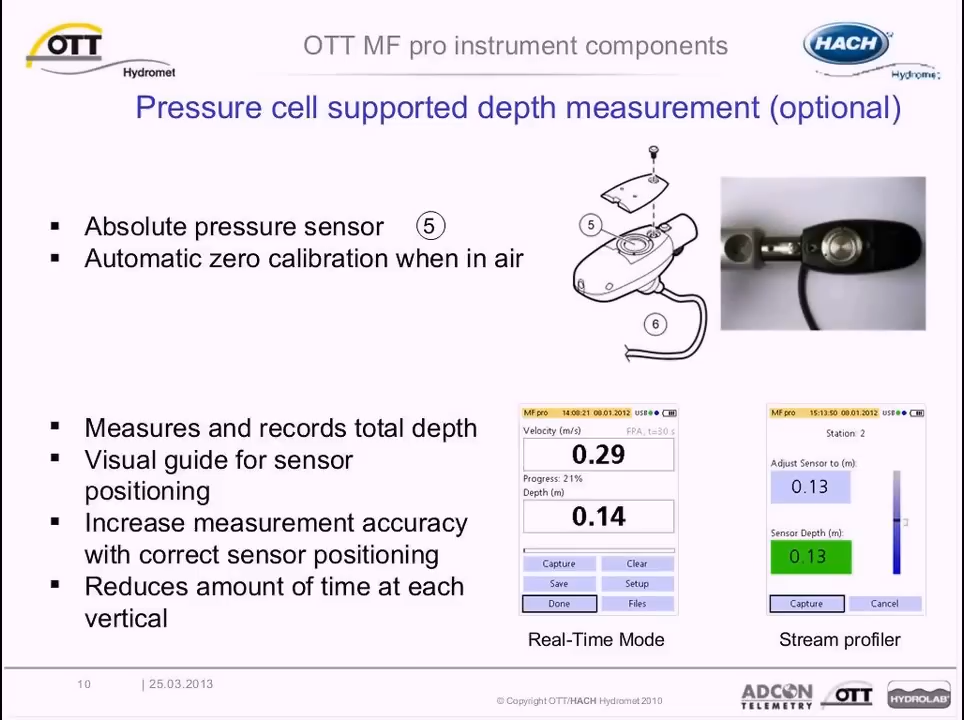 OTT
Hydromet
OTT MF pro instrument components
HACH
Hydromet
Pressure cell supported depth measurement (optional)
▪ Absolute pressure sensor 5
▪ Automatic zero calibration when in air
5
6
▪ Measures and records total depth
▪ Visual guide for sensor
positioning
▪ Increase measurement accuracy
with correct sensor positioning
▪ Reduces amount of time at each
vertical
MF pro 14:08:21 08.01.2012 USB
Velocity (m/s) FPA, t=30 s
0.29
Progress: 21%
Depth (m)
0.14
Capture Clear
Save Setup
Done Files
Real-Time Mode
MF pro 15:13:50 08.01.2012 USB
Station: 2
Adjust Sensor to (m):
0.13
Sensor Depth (m):
0.13
Capture Cancel
Stream profiler
10 | 25.03.2013
© Copyright OTT/HACH Hydromet 2010
ADCON
TELEMETRY
OTT
HYDROLAB